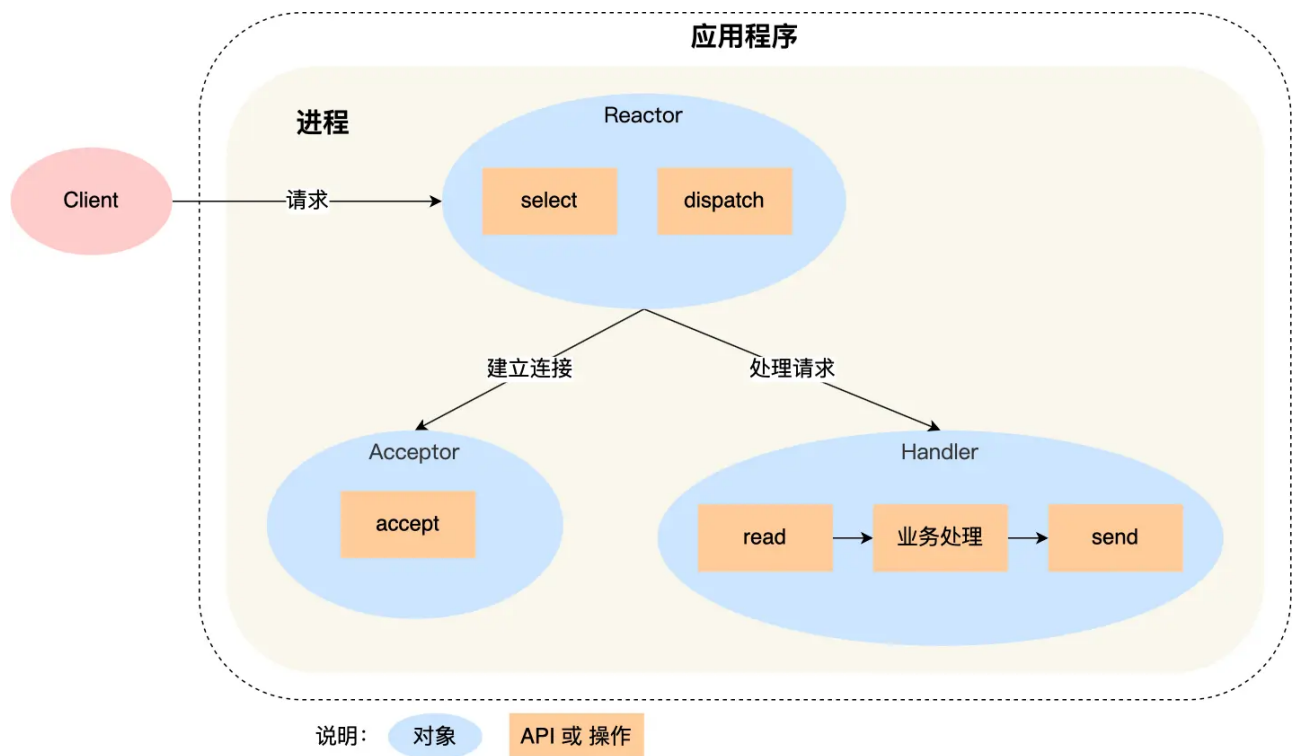 应用程序
进程
Reactor
select
dispatch
Client
请求
建立连接
处理请求
Acceptor
accept
Handler
read
业务处理
send
说明：
对象
API 或 操作